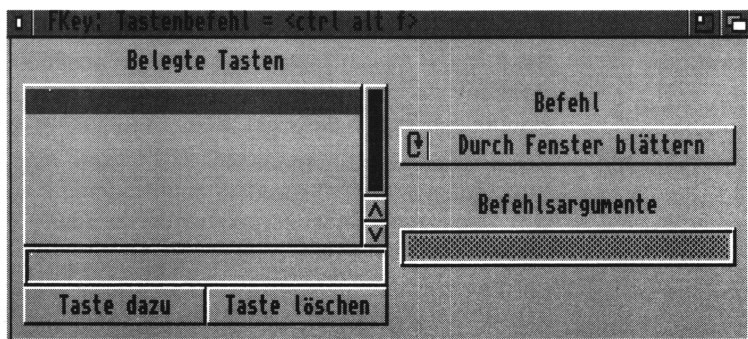 FKey: Tastenbefehl = <ctrl alt f>
Belegte Tasten
Befehl
Durch Fenster blättern
Befehlsargumente
Taste dazu
Taste löschen